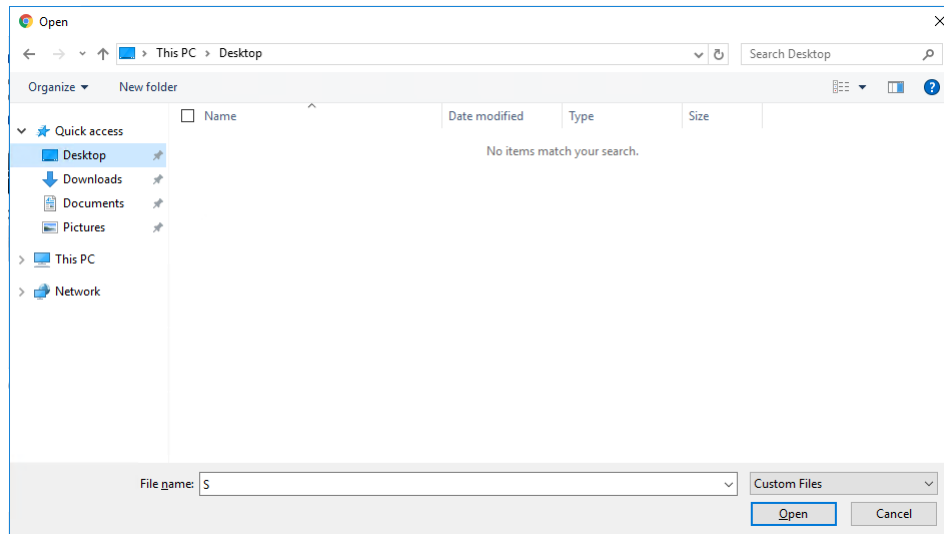 Open
This PC > Desktop
Search Desktop
Organize
New folder
?
Name
Date modified
Type
Size
No items match your search.
Quick access
Desktop
Downloads
Documents
Pictures
This PC
Network
File name: S
Custom Files
Open
Cancel